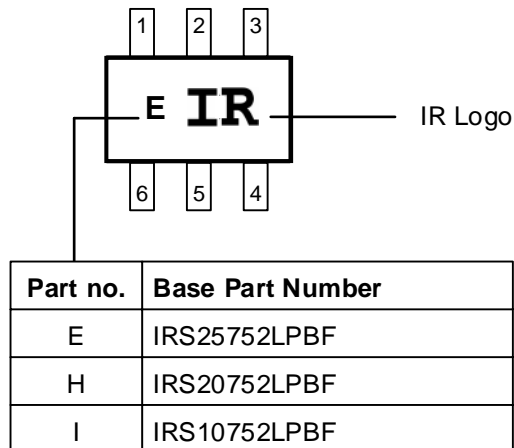 1 2 3
E IR IR Logo
6 5 4
Part no. Base Part Number
E IRS25752LPBF
H IRS20752LPBF
I IRS10752LPBF